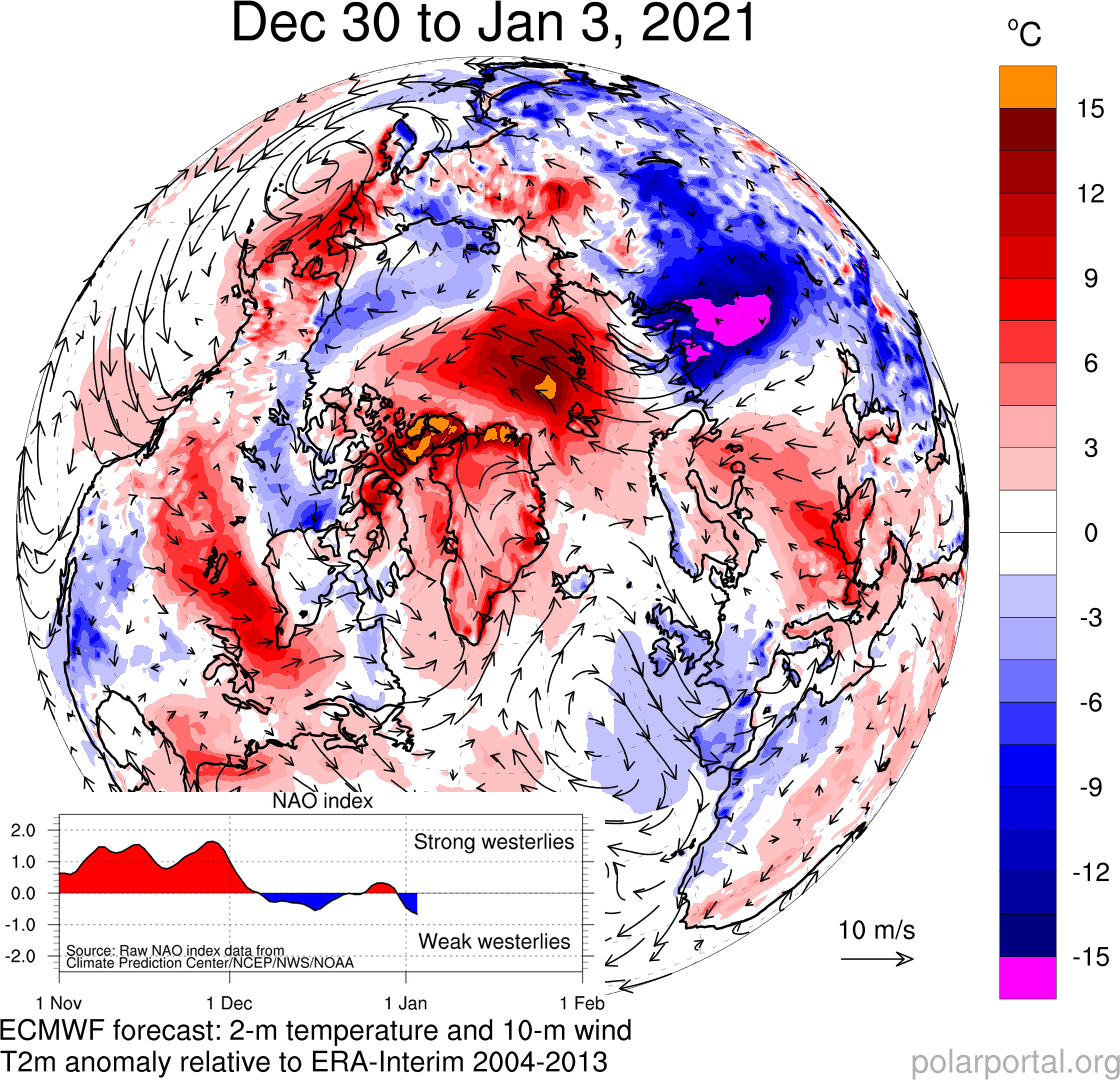 Dec 30 to Jan 3, 2021
°C
15
12
9
6
3
0
-3
-6
-9
-12
-15
NAO index
2.0
1.0
0.0
-1.0
-2.0
Strong westerlies
Weak westerlies
Source: Raw NAO index data from
Climate Prediction Center/NCEP/NWS/NOAA
1 Nov
1 Dec
1 Jan
1 Feb
10 m/s
ECMWF forecast: 2-m temperature and 10-m wind
T2m anomaly relative to ERA-Interim 2004-2013
polarportal.org